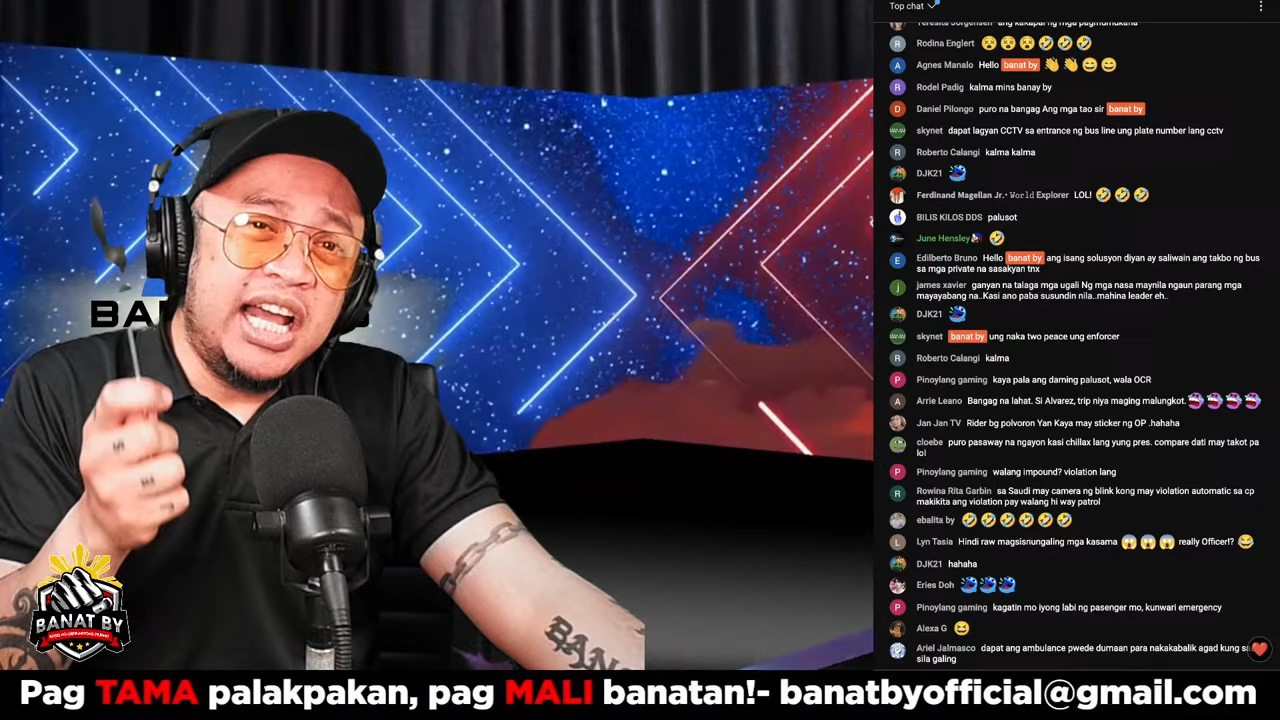 Top chat
Teresita Jorgensen ang kakapal ng mga pagmumukana
Rodina Englert 😵😵😵🤣🤣🤣
Agnes Manalo Hello banat by 👏👏😄😄
Rodel Padig kalma mins banay by
Daniel Pilongo puro na bangag Ang mga tao sir banat by
skynet dapat lagyan CCTV sa entrance ng bus line ung plate number lang cctv
Roberto Calangi kalma kalma
DJK21
Ferdinand Magellan Jr.• World Explorer LOL! 🤣🤣🤣
BILIS KILOS DDS palusot
June Hensley 🤣
Edilberto Bruno Hello banat by ang isang solusyon diyan ay saliwain ang takbo ng bus
sa mga private na sasakyan tnx
james xavier ganyan na talaga mga ugali Ng mga nasa maynila ngaun parang mga
mayayabang na..Kasi ano paba susundin nila..mahina leader eh..
DJK21
skynet banat by ung naka two peace ung enforcer
Roberto Calangi kalma
Pinoylang gaming kaya pala ang daming palusot, wala OCR
Arrie Leano Bangag na lahat. Si Alvarez, trip niya maging malungkot.
Jan Jan TV Rider bg polvoron Yan Kaya may sticker ng OP .hahaha
cloebe puro pasaway na ngayon kasi chillax lang yung pres. compare dati may takot pa
lol
Pinoylang gaming walang impound? violation lang
Rowina Rita Garbin sa Saudi may camera ng blink kong may violation automatic sa cp
makikita ang violation pay walang hi way patrol
ebalita by 🤣🤣🤣🤣🤣🤣
Lyn Tasia Hindi raw magsisnungaling mga kasama 😱😱😱 really Officer!? 😂
DJK21 hahaha
Eries Doh
Pinoylang gaming kagatin mo iyong labi ng pasenger mo, kunwari emergency
Alexa G 😆
Ariel Jalmasco dapat ang ambulance pwede dumaan para nakakabalik agad kung sa
sila galing
BA
BANAT BY
Pag TAMA palakpakan, pag MALI banatan!- banatbyofficial@gmail.com